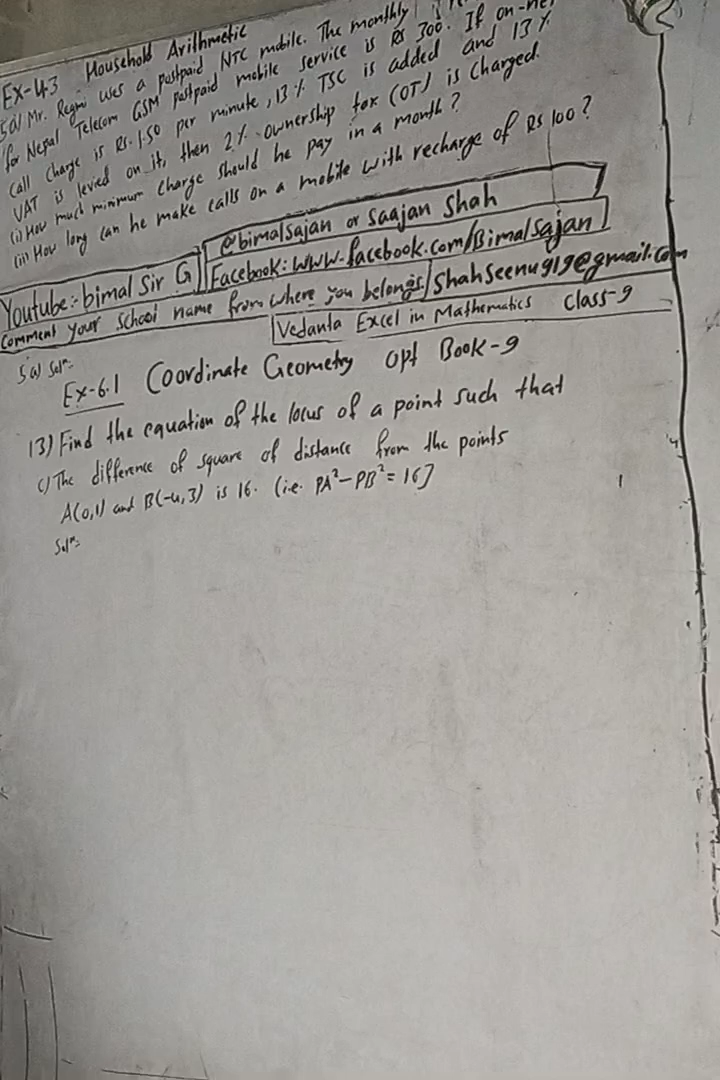 Ex-4.3 Household Arithmetic
5a) Mr. Regmi uses a postpaid NTC mobile. The monthly
for Nepal Telecom GSM postpaid mobile service is Rs 300. If on-net
call charge is Rs. 1.50 per minute, 13% TSC is added and 13%
VAT is levied on it, then 2% ownership tax (OT) is charged.
(i) How much minimum charge should he pay in a month?
(ii) How long can he make calls on a mobile with recharge of Rs 100?
@bimalsajan or Saajan Shah
Youtube:- bimal Sir G
Facebook: www.facebook.com/Bimalsajan
Comment your school name from where you belongs.
Shahseenu919@gmail.com
Vedanta Excel in Mathematics Class-9
5a) Solⁿ:
Ex-6.1 Coordinate Geometry Opt Book-9
13) Find the equation of the locus of a point such that
c) The difference of square of distance from the points
A(0,1) and B(-4,3) is 16. (i.e. PA²-PB²=16]
Solⁿ: